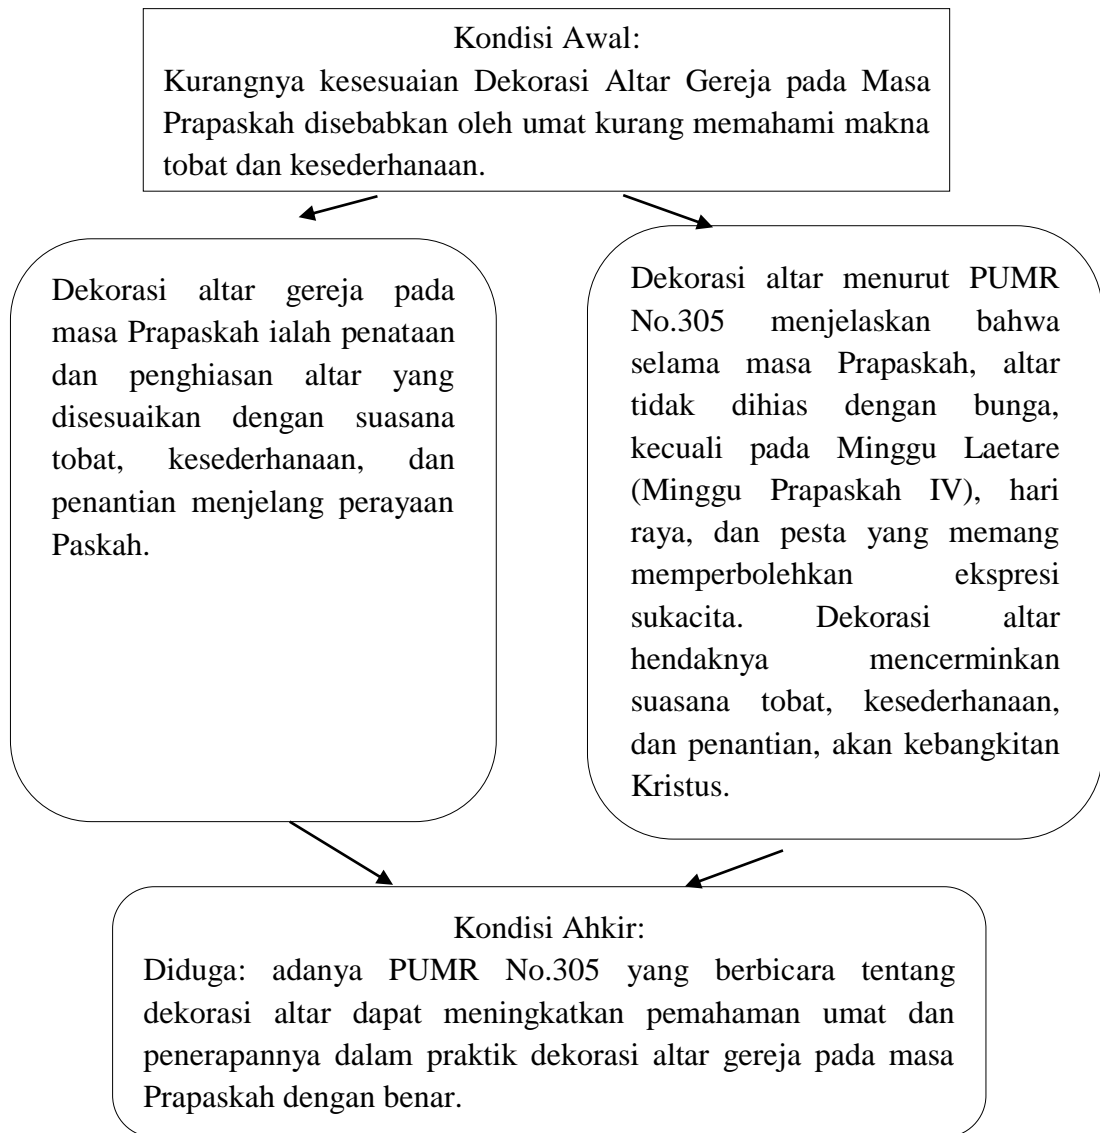 Kondisi Awal:
Kurangnya kesesuaian Dekorasi Altar Gereja pada Masa
Prapaskah disebabkan oleh umat kurang memahami makna
tobat dan kesederhanaan.
Dekorasi altar gereja pada
masa Prapaskah ialah penataan
dan penghiasan altar yang
disesuaikan dengan suasana
tobat, kesederhanaan, dan
penantian menjelang perayaan
Paskah.
Dekorasi altar menurut PUMR
No.305 menjelaskan bahwa
selama masa Prapaskah, altar
tidak dihias dengan bunga,
kecuali pada Minggu Laetare
(Minggu Prapaskah IV), hari
raya, dan pesta yang memang
memperbolehkan ekspresi
sukacita. Dekorasi altar
hendaknya mencerminkan
suasana tobat, kesederhanaan,
dan penantian, akan kebangkitan
Kristus.
Kondisi Ahkir:
Diduga: adanya PUMR No.305 yang berbicara tentang
dekorasi altar dapat meningkatkan pemahaman umat dan
penerapannya dalam praktik dekorasi altar gereja pada masa
Prapaskah dengan benar.